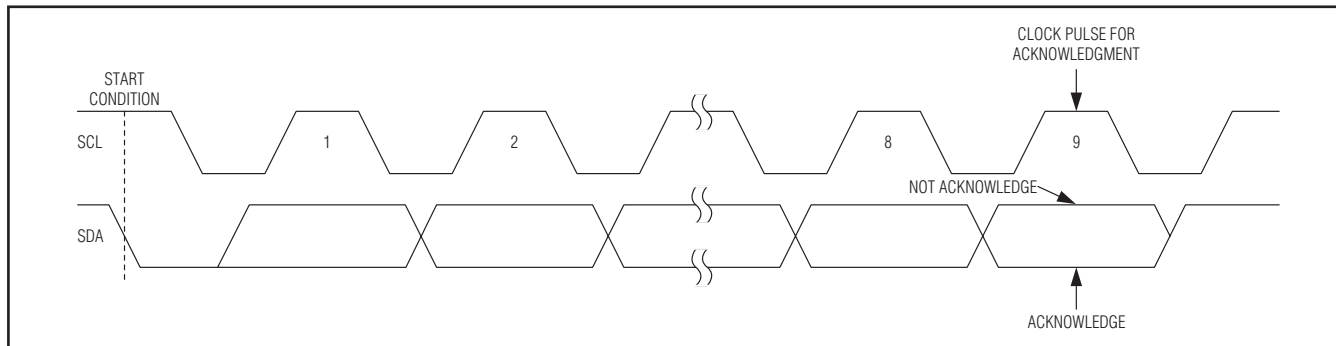 CLOCK PULSE FOR
ACKNOWLEDGMENT
START
CONDITION
SCL
1
2
8
9
NOT ACKNOWLEDGE
SDA
ACKNOWLEDGE